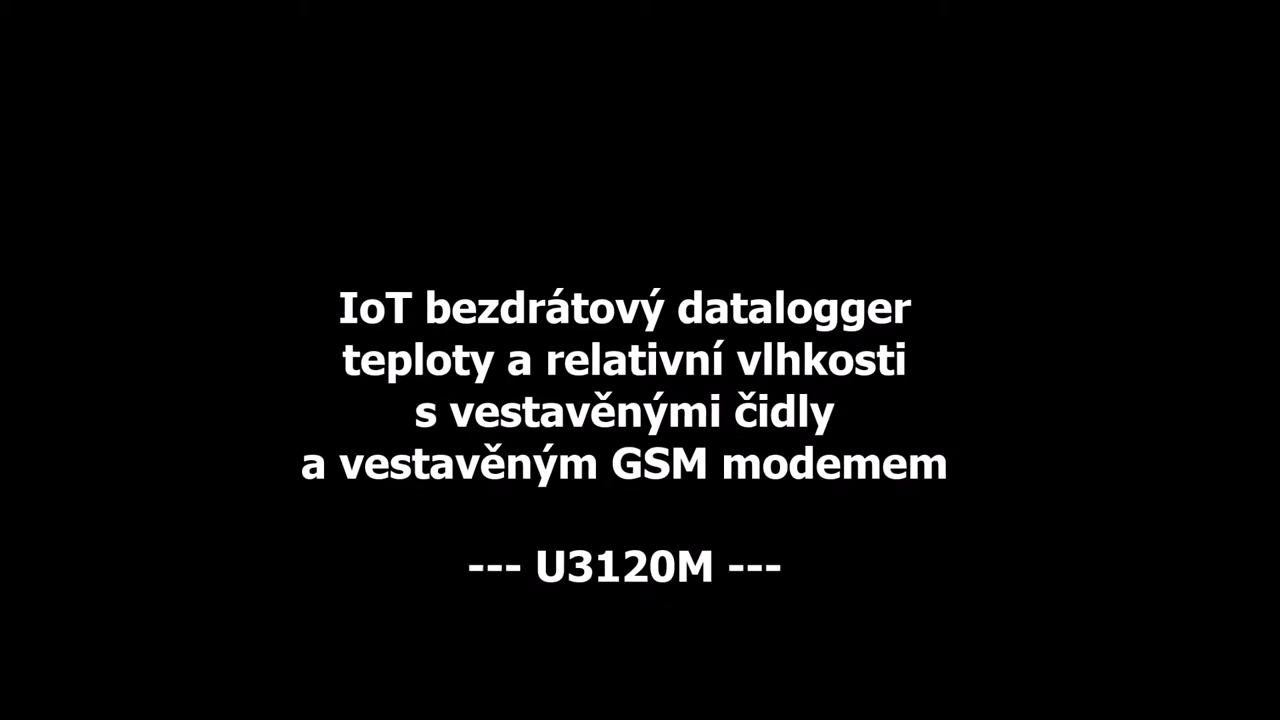 IoT bezdrátový datalogger
teploty a relativní vlhkosti
s vestavěnými čidly
a vestavěným GSM modemem
--- U3120M ---